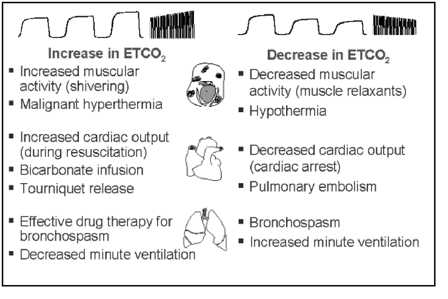 Increase in ETCO₂
▪ Increased muscular
activity (shivering)
▪ Malignant hyperthermia
▪ Increased cardiac output
(during resuscitation)
▪ Bicarbonate infusion
▪ Tourniquet release
▪ Effective drug therapy for
bronchospasm
▪ Decreased minute ventilation
Decrease in ETCO₂
▪ Decreased muscular
activity (muscle relaxants)
▪ Hypothermia
▪ Decreased cardiac output
(cardiac arrest)
▪ Pulmonary embolism
▪ Bronchospasm
▪ Increased minute ventilation